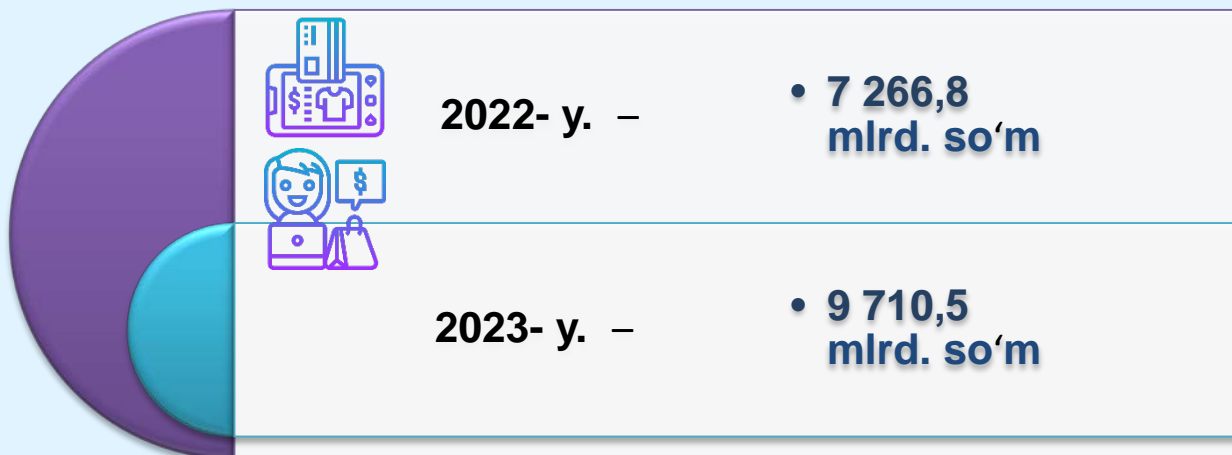 2022- y. –
• 7 266,8
mlrd. so‘m
2023- y. –
• 9 710,5
mlrd. so‘m